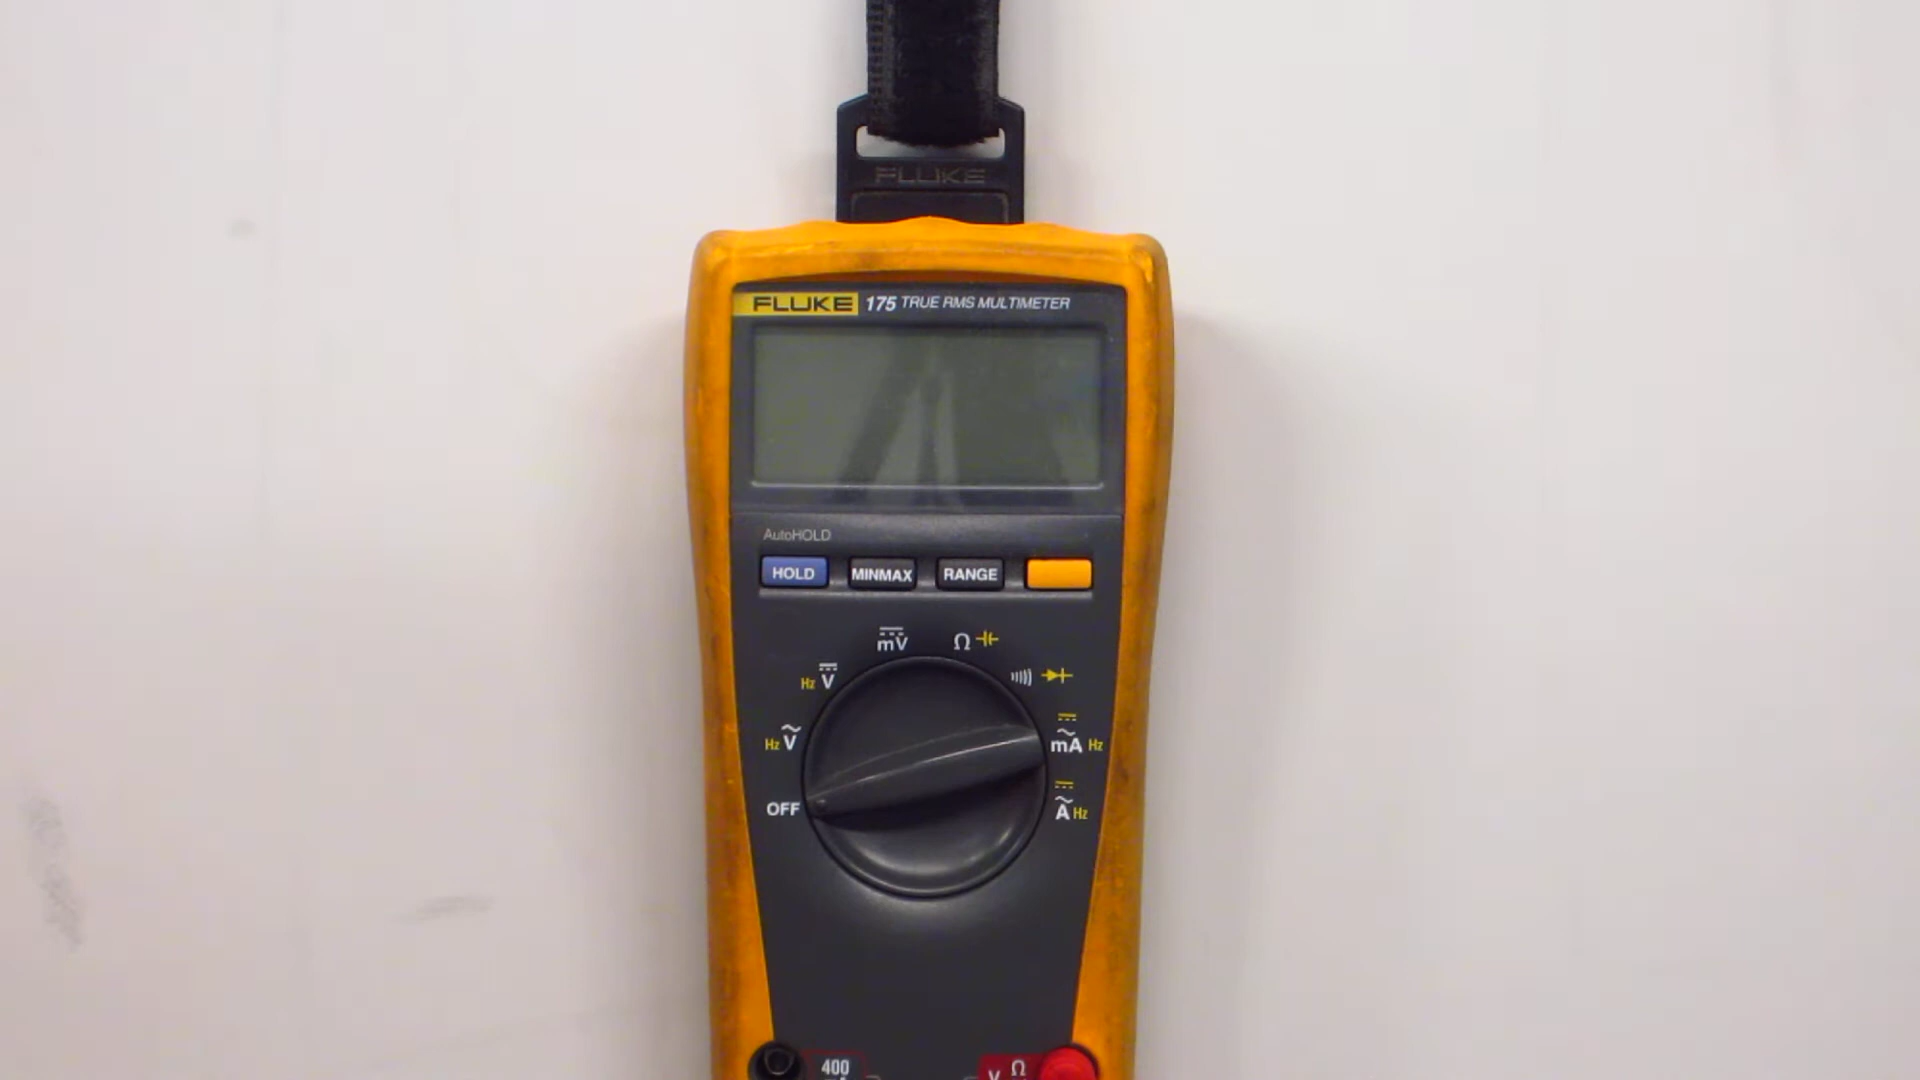 FLUKE
FLUKE 175 TRUE RMS MULTIMETER
AutoHOLD
HOLD MINMAX RANGE
mV Ω
Hz V
Hz V mA Hz
OFF A Hz
400
V Ω